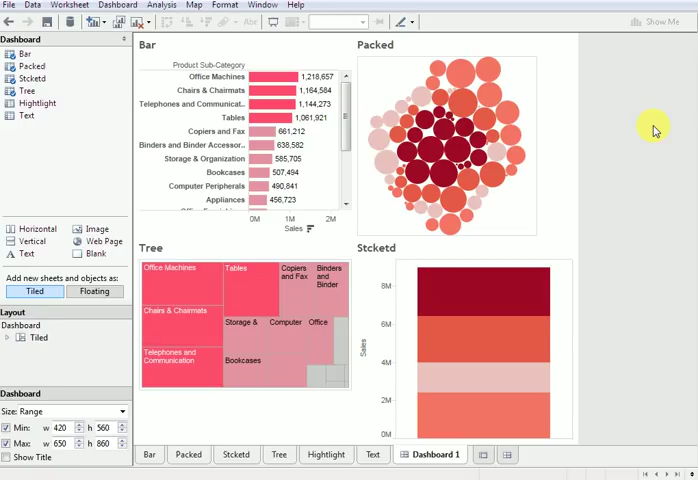 File Data Worksheet Dashboard Analysis Map Format Window Help
Show Me
Dashboard
Bar
Packed
Stcketd
Tree
Hightlight
Text
Horizontal Image
Vertical Web Page
Text Blank
Add new sheets and objects as:
Tiled Floating
Layout
Dashboard
Tiled
Dashboard
Size: Range
Min: w 420 h 560
Max: w 650 h 860
Show Title
Bar
Product Sub-Category
Office Machines 1,218,657
Chairs & Chairmats 1,164,584
Telephones and Communicat.. 1,144,273
Tables 1,061,921
Copiers and Fax 661,212
Binders and Binder Accessor.. 638,582
Storage & Organization 585,705
Bookcases 507,494
Computer Peripherals 490,841
Appliances 456,723
0M 1M 2M
Sales
Packed
Tree
Office Machines
Chairs & Chairmats
Telephones and
Communication
Tables
Copiers
and Fax
Binders
and
Binder
Storage &
Computer
Office
Bookcases
Stcketd
Sales
8M
6M
4M
2M
0M
Bar Packed Stcketd Tree Hightlight Text Dashboard 1